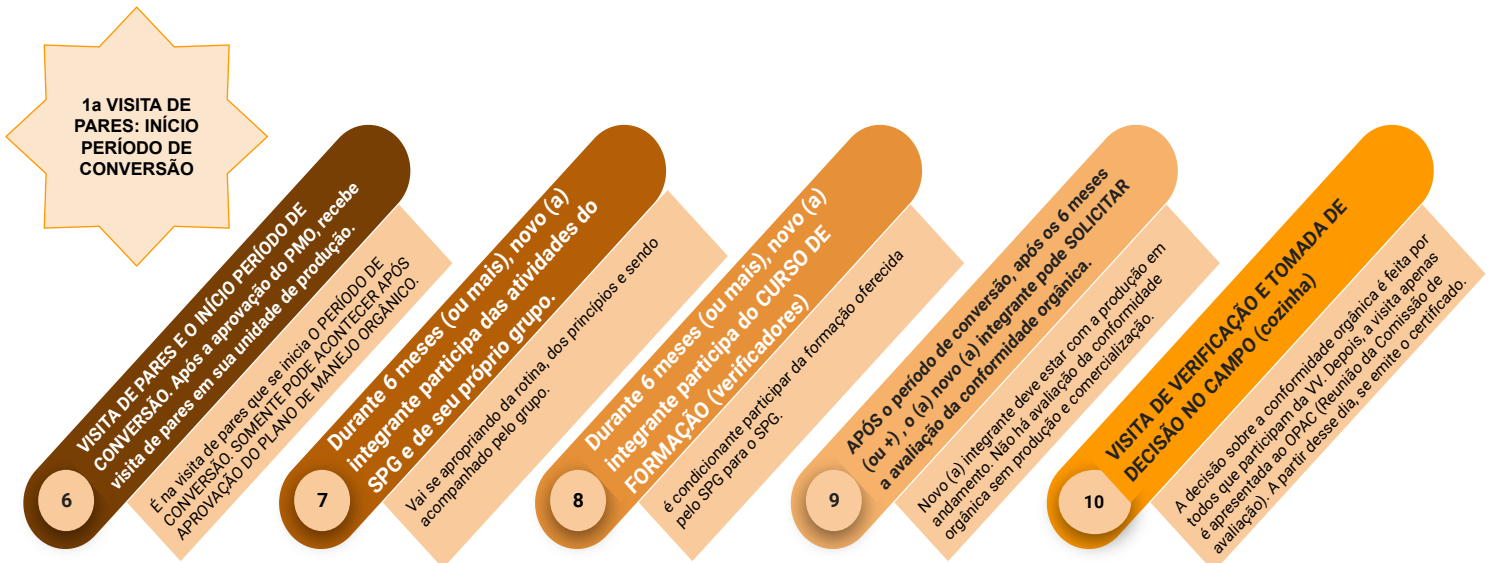 1a VISITA DE
PARES: INÍCIO
PERÍODO DE
CONVERSÃO
6
VISITA DE PARES E O INÍCIO PERÍODO DE
CONVERSÃO. Após a aprovação do PMO, recebe
visita de pares em sua unidade de produção.
É na visita de pares que se inicia O PERÍODO DE
CONVERSÃO. SOMENTE PODE ACONTECER APÓS
APROVAÇÃO DO PLANO DE MANEJO ORGÂNICO.
7
Durante 6 meses (ou mais), novo (a)
integrante participa das atividades do
SPG e de seu próprio grupo.
Vai se apropriando da rotina, dos princípios e sendo
acompanhado pelo grupo.
8
Durante 6 meses (ou mais), novo (a)
integrante participa do CURSO DE
FORMAÇÃO (verificadores)
é condicionante participar da formação oferecida
pelo SPG para o SPG.
9
APÓS o período de conversão, após os 6 meses
(ou +) , o (a) novo (a) integrante pode SOLICITAR
a avaliação da conformidade orgânica.
Novo (a) integrante deve estar com a produção em
andamento. Não há avaliação da conformidade
orgânica sem produção e comercialização.
10
VISITA DE VERIFICAÇÃO E TOMADA DE
DECISÃO NO CAMPO (cozinha)
A decisão sobre a conformidade orgânica é feita por
todos que participam da VV. Depois, a visita apenas
é apresentada ao OPAC (Reunião da Comissão de
avaliação). A partir desse dia, se emite o certificado.